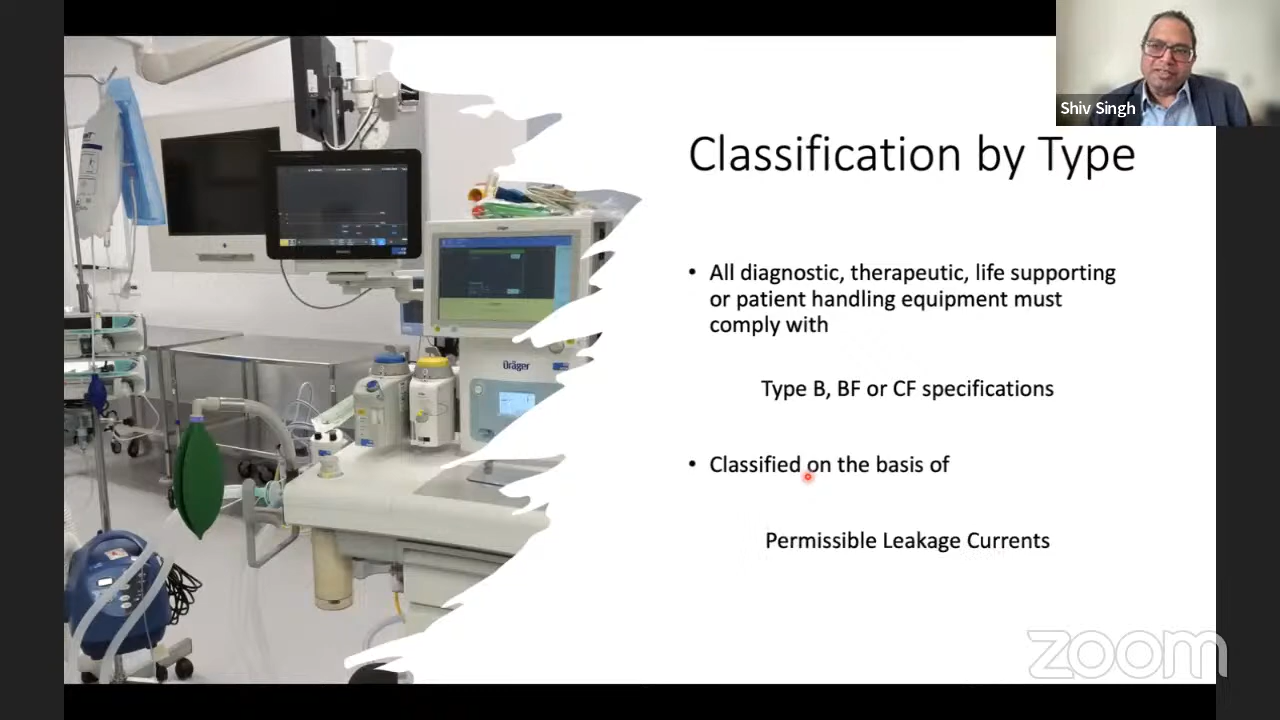 Shiv Singh
Classification by Type
• All diagnostic, therapeutic, life supporting
or patient handling equipment must
comply with
Type B, BF or CF specifications
• Classified on the basis of
Permissible Leakage Currents
Dräger
zoom